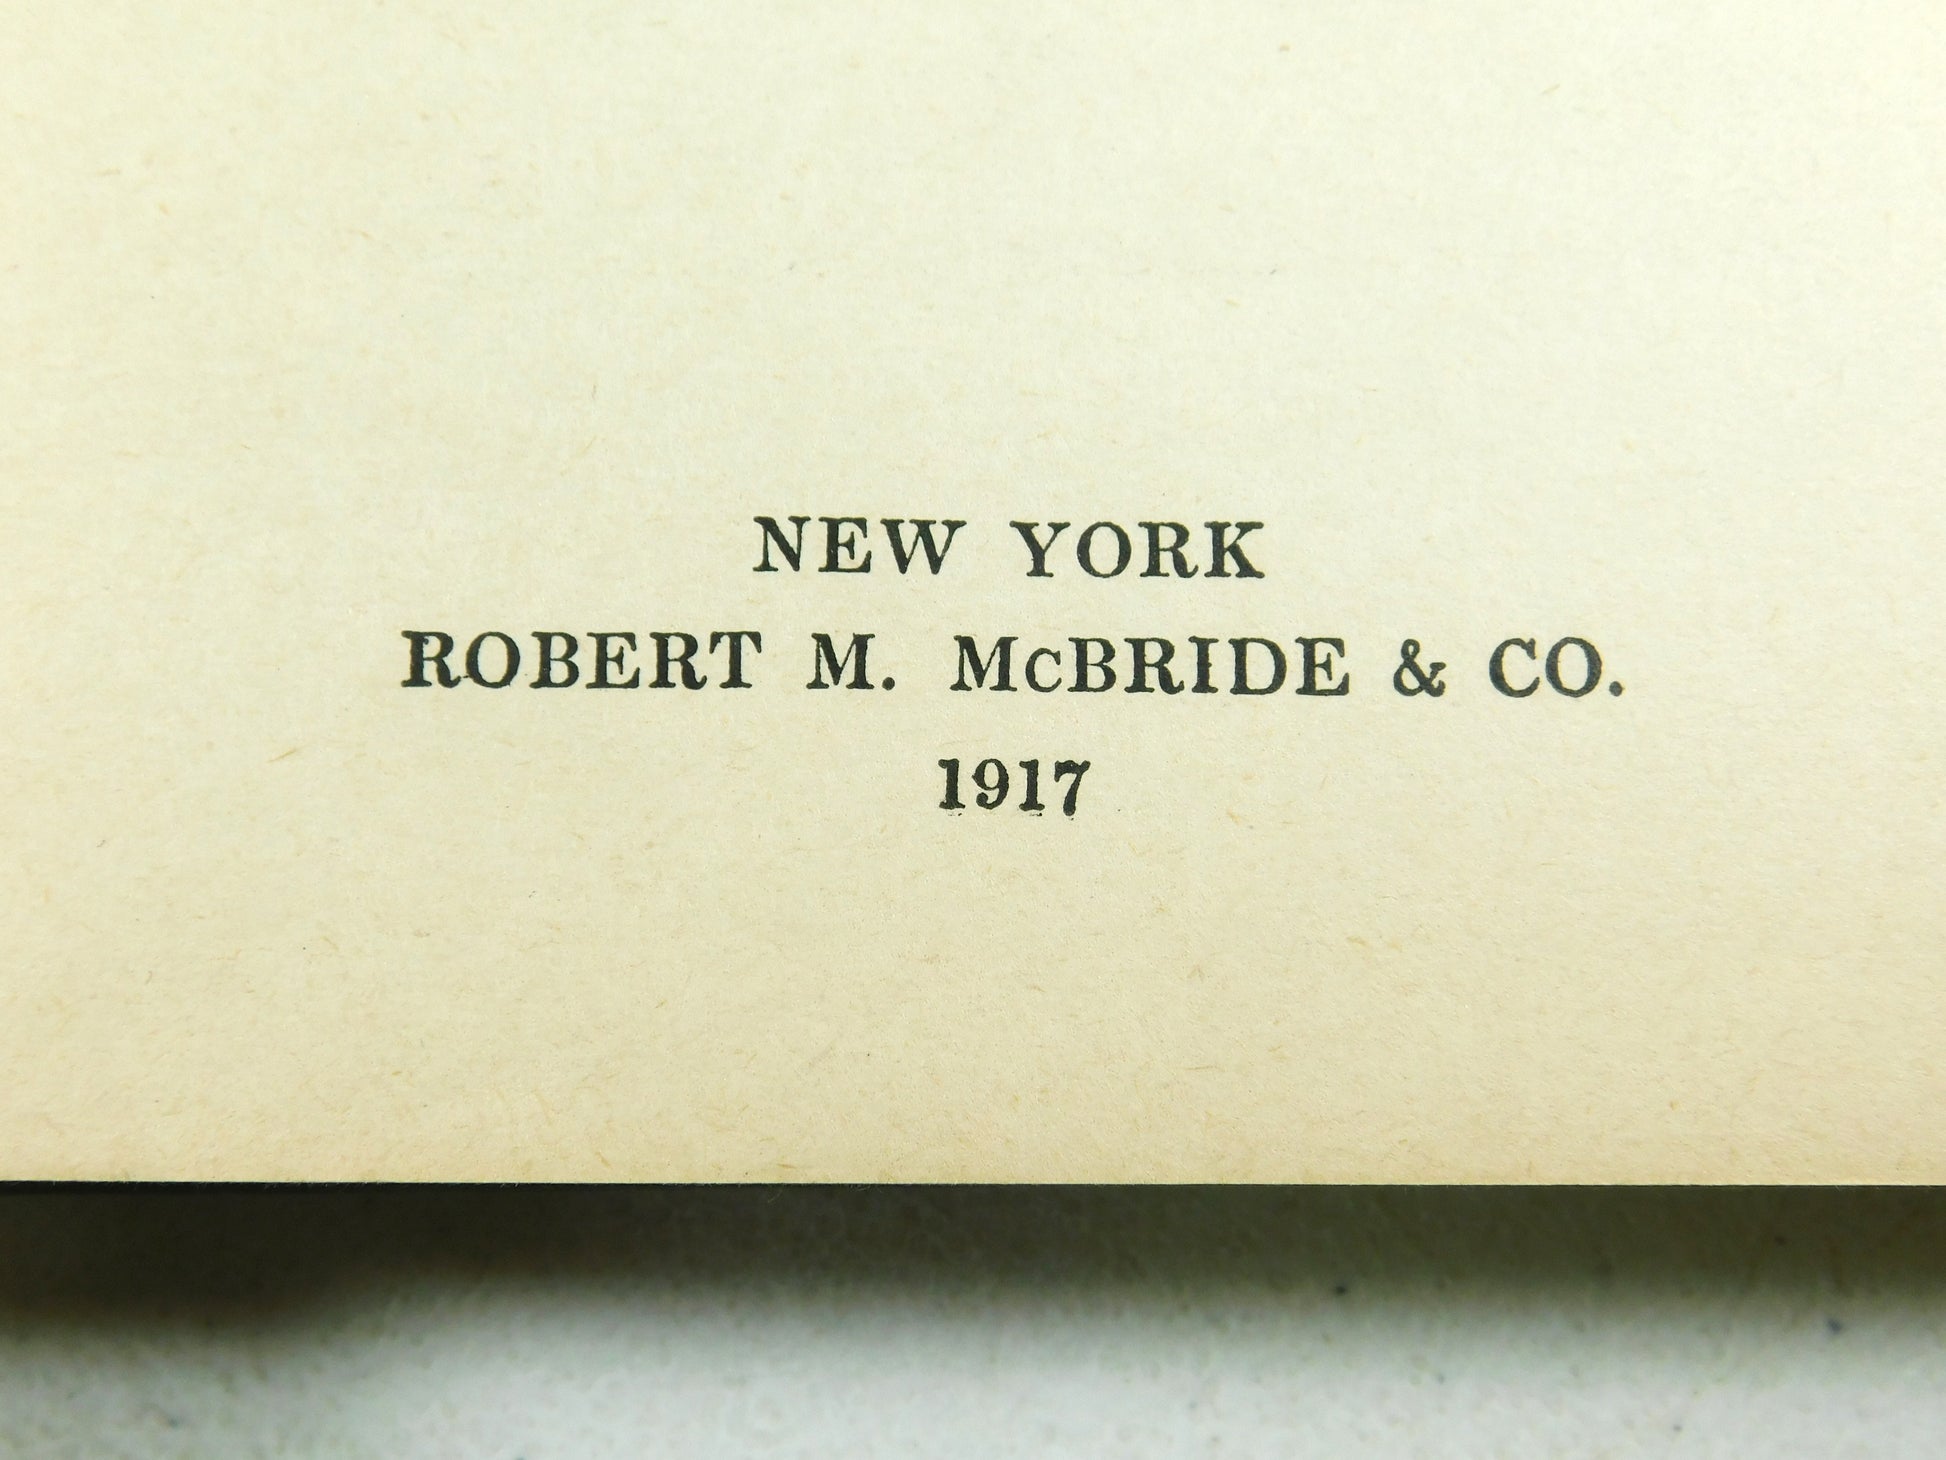 NEW YORK
ROBERT M. McBRIDE & CO.
1917